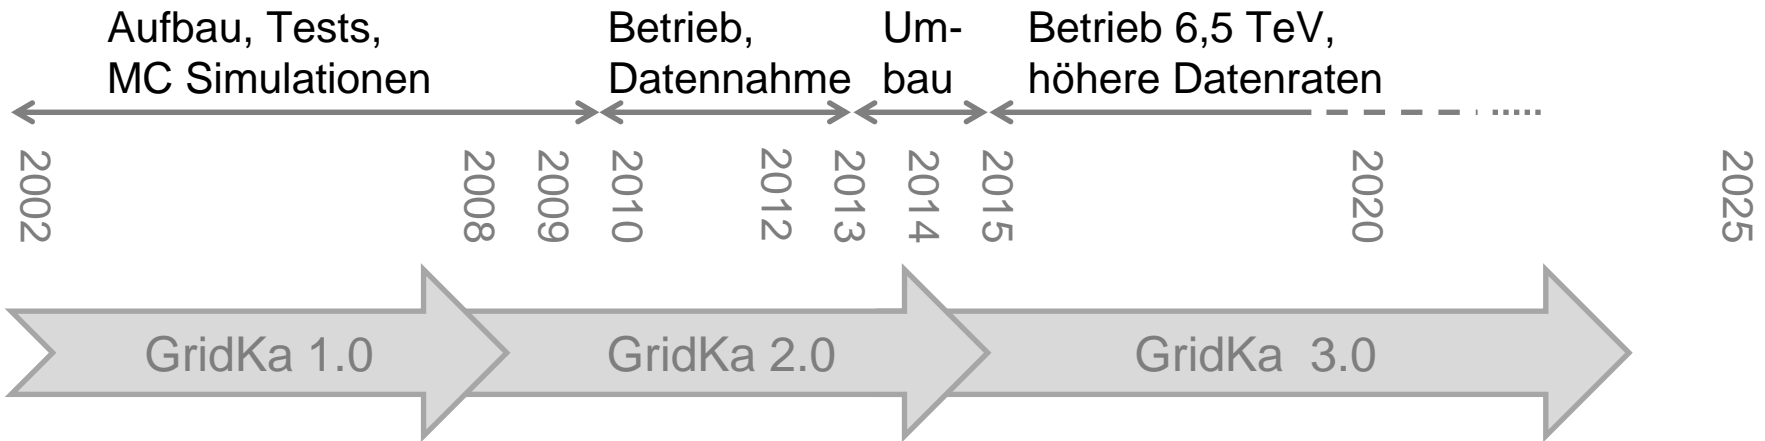 Aufbau, Tests,
MC Simulationen
Betrieb,
Datennahme
Um-
bau
Betrieb 6,5 TeV,
höhere Datenraten
2002
2008
2009
2010
2012
2013
2014
2015
2020
2025
GridKa 1.0
GridKa 2.0
GridKa 3.0